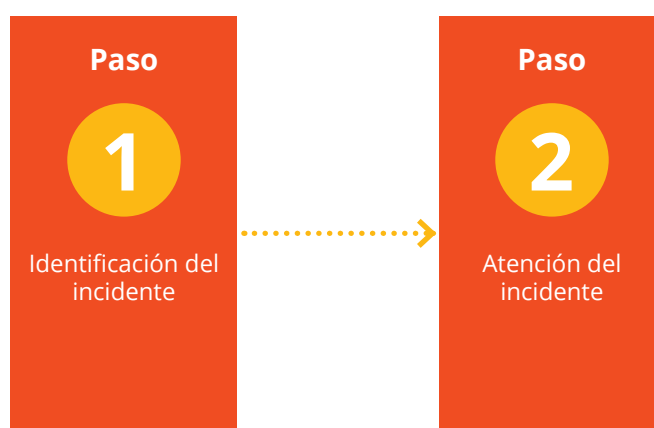 Paso
1
Identificación del
incidente
Paso
2
Atención del
incidente